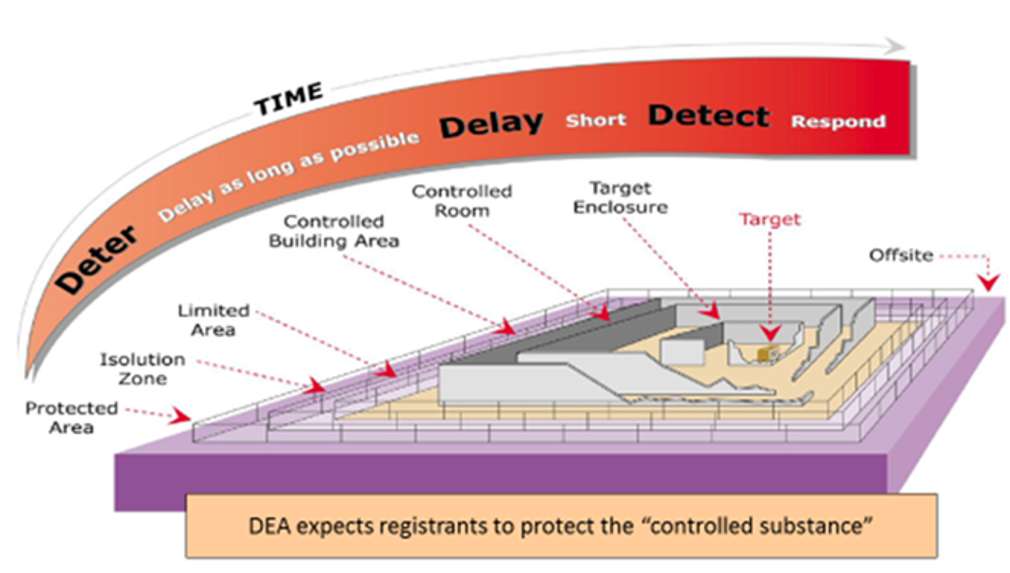 TIME
Deter
Delay as long as possible
Delay
Short
Detect
Respond
Controlled
Room
Target
Enclosure
Target
Controlled
Building Area
Offsite
Limited
Area
Isolution
Zone
Protected
Area
DEA expects registrants to protect the “controlled substance”